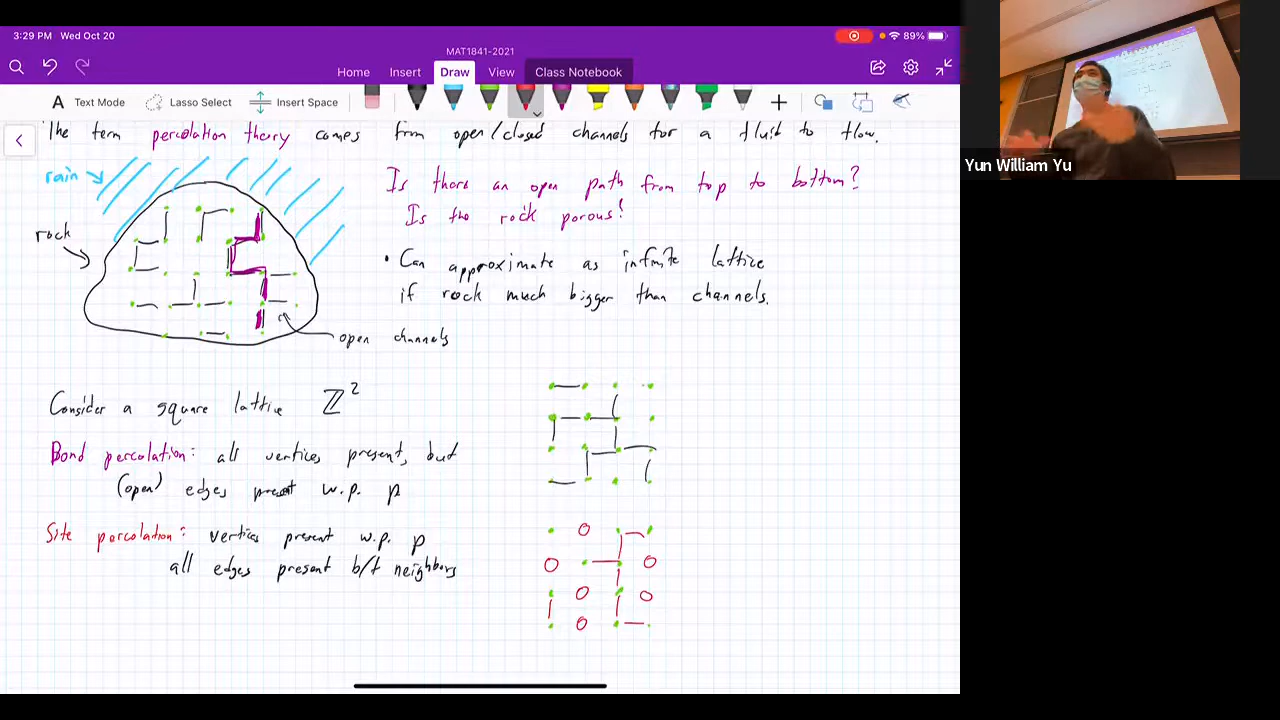 3:29 PM Wed Oct 20
89%
MAT1841-2021
Home Insert Draw View Class Notebook
Text Mode Lasso Select Insert Space
The term percolation theory comes from open/closed channels for a fluid to flow.
rain
rock
open channels
Is there an open path from top to bottom?
Is the rock porous?
• Can approximate as infinite lattice
if rock much bigger than channels.
Consider a square lattice ℤ²
Bond percolation: all vertices present, but
(open) edges present w.p. p
Site percolation: vertices present w.p. p
all edges present b/t neighbors
Yun William Yu